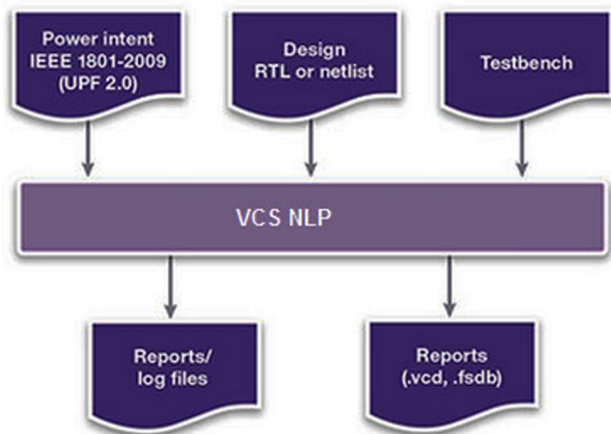 Power intent
IEEE 1801-2009
(UPF 2.0)
Design
RTL or netlist
Testbench
VCS NLP
Reports/
log files
Reports
(.vcd, .fsdb)